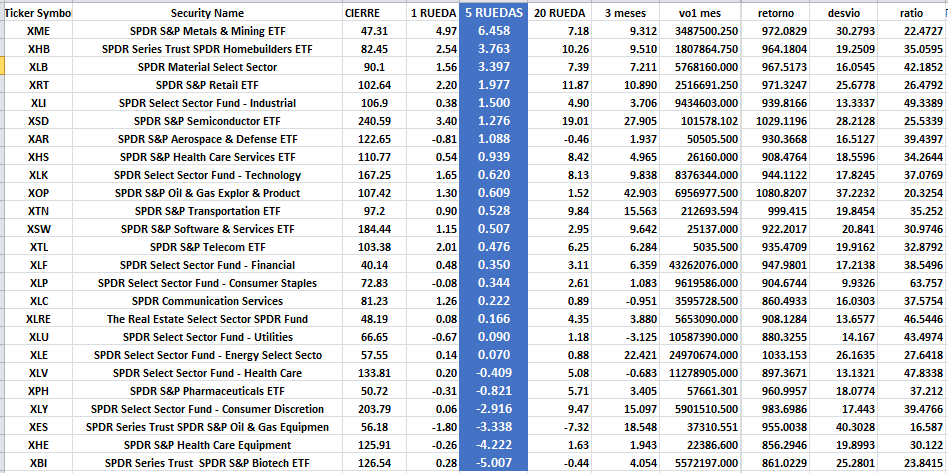 Ticker Symbo Security Name CIERRE 1 RUEDA 5 RUEDAS 20 RUEDA 3 meses vo1 mes retorno desvio ratio
XME SPDR S&P Metals & Mining ETF 47.31 4.97 6.458 7.18 9.312 3487500.250 972.0829 30.2793 22.4727
XHB SPDR Series Trust SPDR Homebuilders ETF 82.45 2.54 3.763 10.26 9.510 1807864.750 964.1804 19.2509 35.0595
XLB SPDR Material Select Sector 90.1 1.56 3.397 7.39 7.211 5768160.000 967.5173 16.0545 42.1852
XRT SPDR S&P Retail ETF 102.64 2.20 1.977 11.87 10.890 2516691.250 971.3247 25.6778 26.4792
XLI SPDR Select Sector Fund - Industrial 106.9 0.38 1.500 4.90 3.706 9434603.000 939.8166 13.3337 49.3389
XSD SPDR S&P Semiconductor ETF 240.59 3.40 1.276 19.01 27.905 101578.102 1029.1196 28.2128 25.5339
XAR SPDR S&P Aerospace & Defense ETF 122.65 -0.81 1.088 -0.46 1.937 50505.500 930.3668 16.5127 39.4397
XHS SPDR S&P Health Care Services ETF 110.77 0.54 0.939 8.42 4.965 26160.000 908.4764 18.5596 34.2644
XLK SPDR Select Sector Fund - Technology 167.25 1.65 0.620 8.13 9.838 8376344.000 944.1122 17.8245 37.0769
XOP SPDR S&P Oil & Gas Explor & Product 107.42 1.30 0.609 1.52 42.903 6956977.500 1080.8207 37.2232 20.3254
XTN SPDR S&P Transportation ETF 97.2 0.90 0.528 9.84 15.563 212693.594 999.415 19.8454 35.252
XSW SPDR S&P Software & Services ETF 184.44 1.15 0.507 2.95 9.642 25137.000 922.2017 20.841 30.9746
XTL SPDR S&P Telecom ETF 103.38 2.01 0.476 6.25 6.284 5035.500 935.4709 19.9162 32.8792
XLF SPDR Select Sector Fund - Financial 40.14 0.48 0.350 3.11 6.359 43262076.000 947.9801 17.2138 38.5496
XLP SPDR Select Sector Fund - Consumer Staples 72.83 -0.08 0.344 2.61 1.083 9619586.000 904.6744 9.9326 63.757
XLC SPDR Communication Services 81.23 1.26 0.222 0.89 -0.951 3595728.500 860.4933 16.0303 37.5754
XLRE The Real Estate Select Sector SPDR Fund 48.19 0.08 0.166 4.35 3.880 5653090.000 908.1284 13.6577 46.5446
XLU SPDR Select Sector Fund - Utilities 66.65 -0.67 0.090 1.18 -3.125 10587390.000 880.3255 14.167 43.4974
XLE SPDR Select Sector Fund - Energy Select Secto 57.55 0.14 0.070 0.88 22.421 24970674.000 1033.153 26.1635 27.6418
XLV SPDR Select Sector Fund - Health Care 133.81 0.20 -0.409 5.08 -0.683 11278905.000 897.3671 13.1321 47.8338
XPH SPDR S&P Pharmaceuticals ETF 50.72 -0.31 -0.821 5.71 3.405 57661.301 960.9957 18.0774 37.212
XLY SPDR Select Sector Fund - Consumer Discretion 203.79 0.06 -2.916 9.47 15.097 5901510.500 983.6986 17.443 39.4766
XES SPDR Series Trust SPDR S&P Oil & Gas Equipmen 56.18 -1.80 -3.338 -7.32 18.548 37310.551 955.0038 40.3028 16.587
XHE SPDR S&P Health Care Equipment 125.91 -0.26 -4.222 1.63 1.943 22386.600 856.2946 19.8993 30.122
XBI SPDR Series Trust SPDR S&P Biotech ETF 126.54 0.28 -5.007 -0.44 4.054 5572197.000 861.0229 25.2801 23.8415